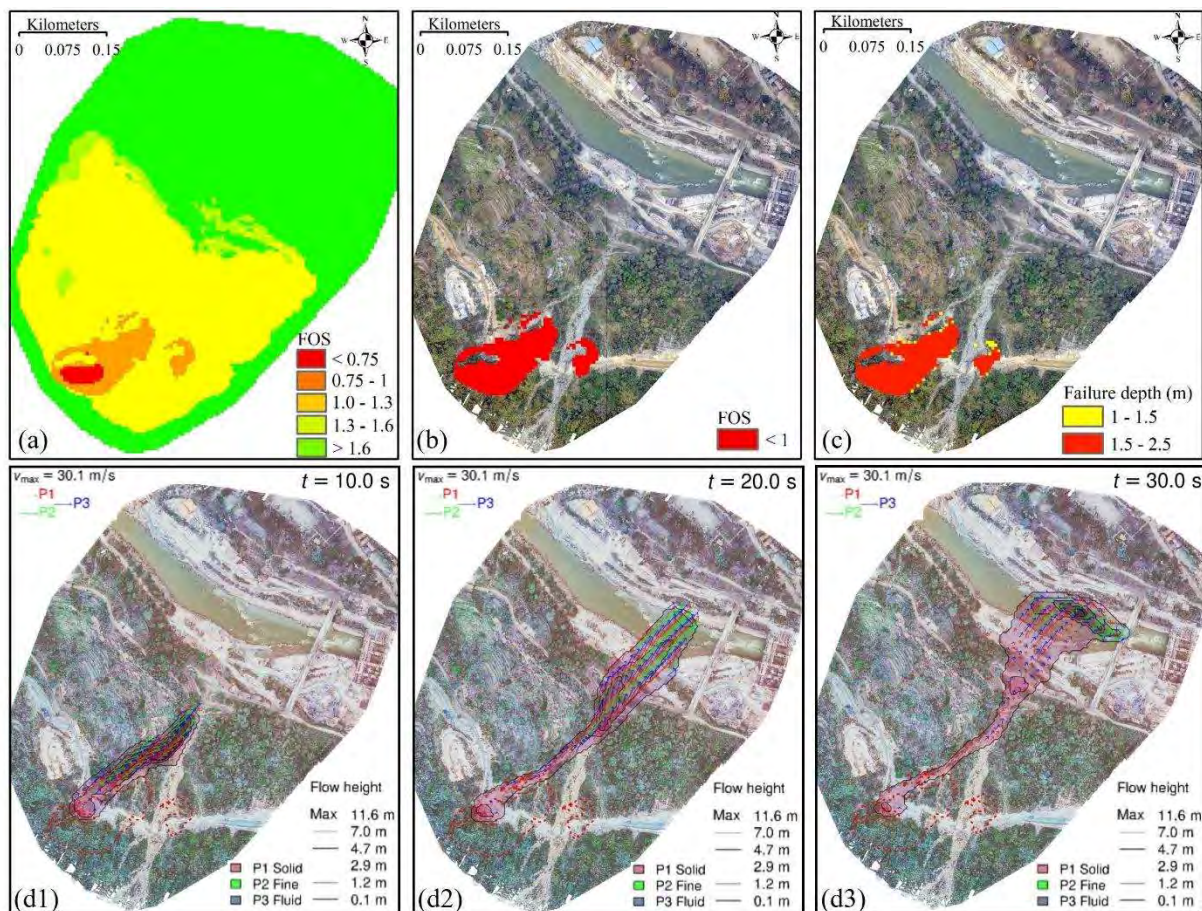 Kilometers
0 0.075 0.15
N
W E
S
FOS
< 0.75
0.75 - 1
1.0 - 1.3
1.3 - 1.6
> 1.6
(a)
Kilometers
0 0.075 0.15
N
W E
S
FOS
< 1
(b)
Kilometers
0 0.075 0.15
N
W E
S
Failure depth (m)
1 - 1.5
1.5 - 2.5
(c)
vmax = 30.1 m/s
t = 10.0 s
P1
P3
P2
Flow height
Max 11.6 m
7.0 m
4.7 m
P1 Solid 2.9 m
P2 Fine 1.2 m
P3 Fluid 0.1 m
(d1)
vmax = 30.1 m/s
t = 20.0 s
P1
P3
P2
Flow height
Max 11.6 m
7.0 m
4.7 m
P1 Solid 2.9 m
P2 Fine 1.2 m
P3 Fluid 0.1 m
(d2)
vmax = 30.1 m/s
t = 30.0 s
P1
P3
P2
Flow height
Max 11.6 m
7.0 m
4.7 m
P1 Solid 2.9 m
P2 Fine 1.2 m
P3 Fluid 0.1 m
(d3)